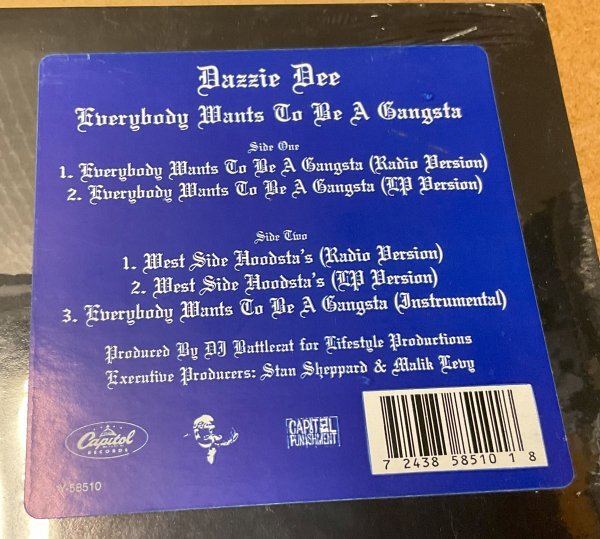 Dazzie Dee
Everybody Wants To Be A Gangsta
Side One
1. Everybody Wants To Be A Gangsta (Radio Version)
2. Everybody Wants To Be A Gangsta (LP Version)
Side Two
1. West Side Hoodsta's (Radio Version)
2. West Side Hoodsta's (LP Version)
3. Everybody Wants To Be A Gangsta (Instrumental)
Produced By DJ Battlecat for Lifestyle Productions
Executive Producers: Stan Sheppard & Malik Levy
Capitol
RECORDS
CAPITOL
PUNISHMENT
7 24385 85101 8
Y-58510